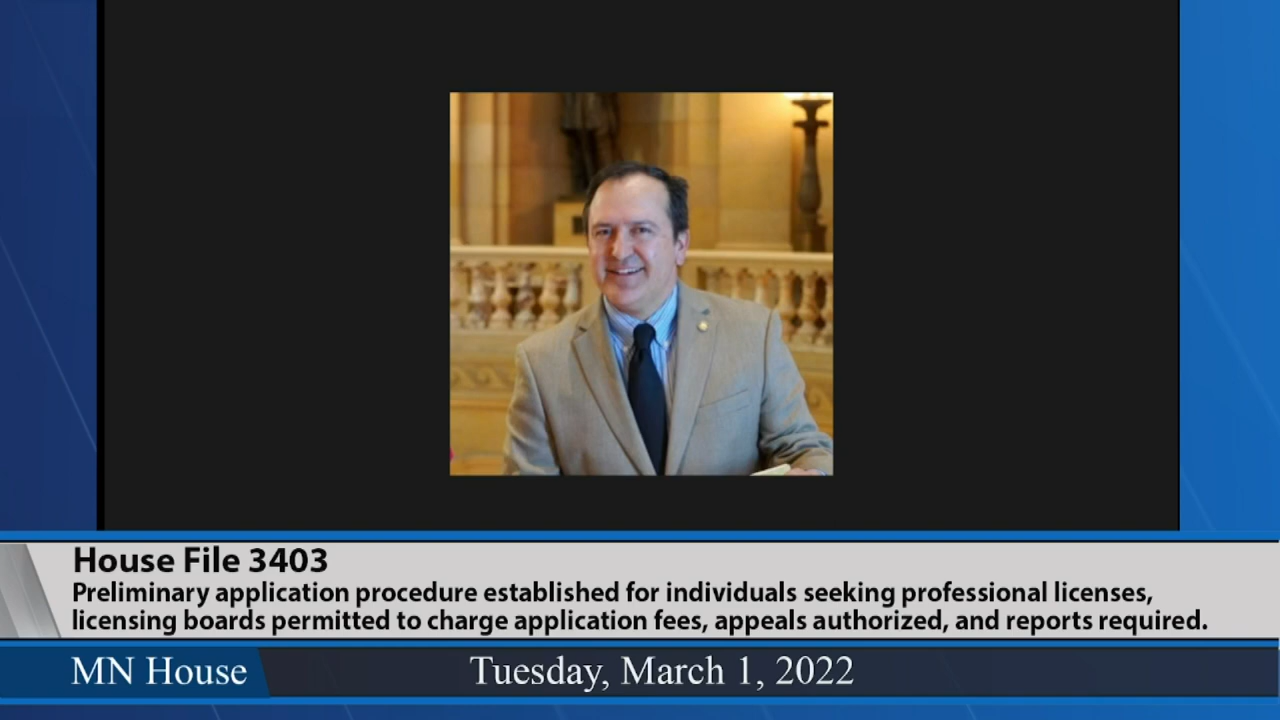 House File 3403
Preliminary application procedure established for individuals seeking professional licenses,
licensing boards permitted to charge application fees, appeals authorized, and reports required.
MN House
Tuesday, March 1, 2022